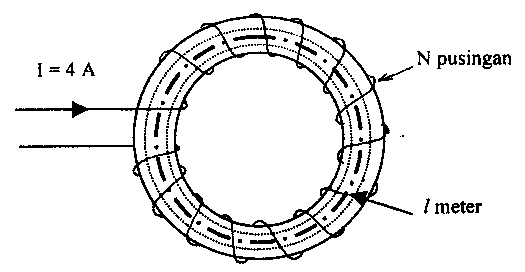 I = 4 A
N pusingan
l meter